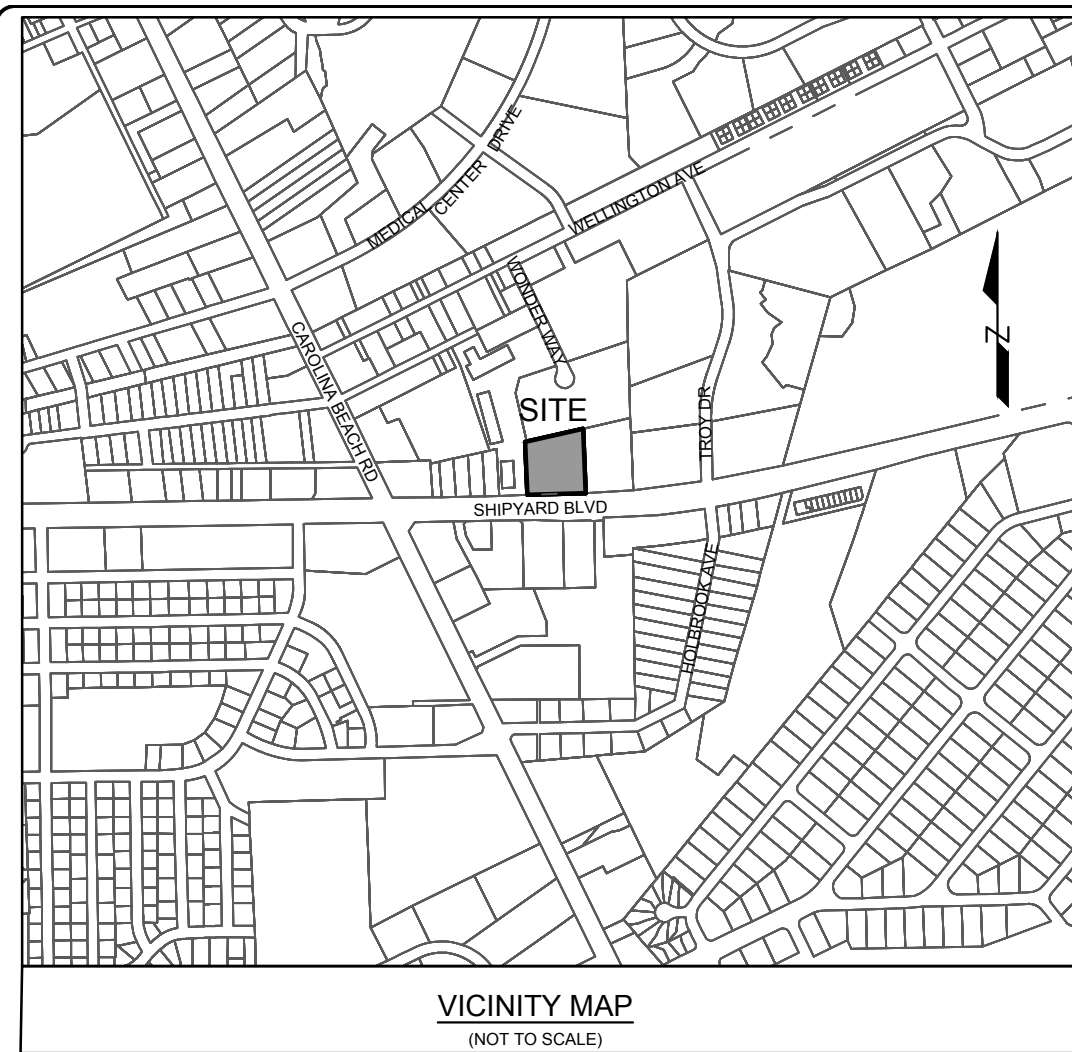 MEDICAL
CENTER DRIVE
WELLINGTON AVE
WONDER WAY
CAROLINA BEACH RD
N
SITE
TROY DR
SHIPYARD BLVD
HOLBROOK AVE
VICINITY MAP
(NOT TO SCALE)